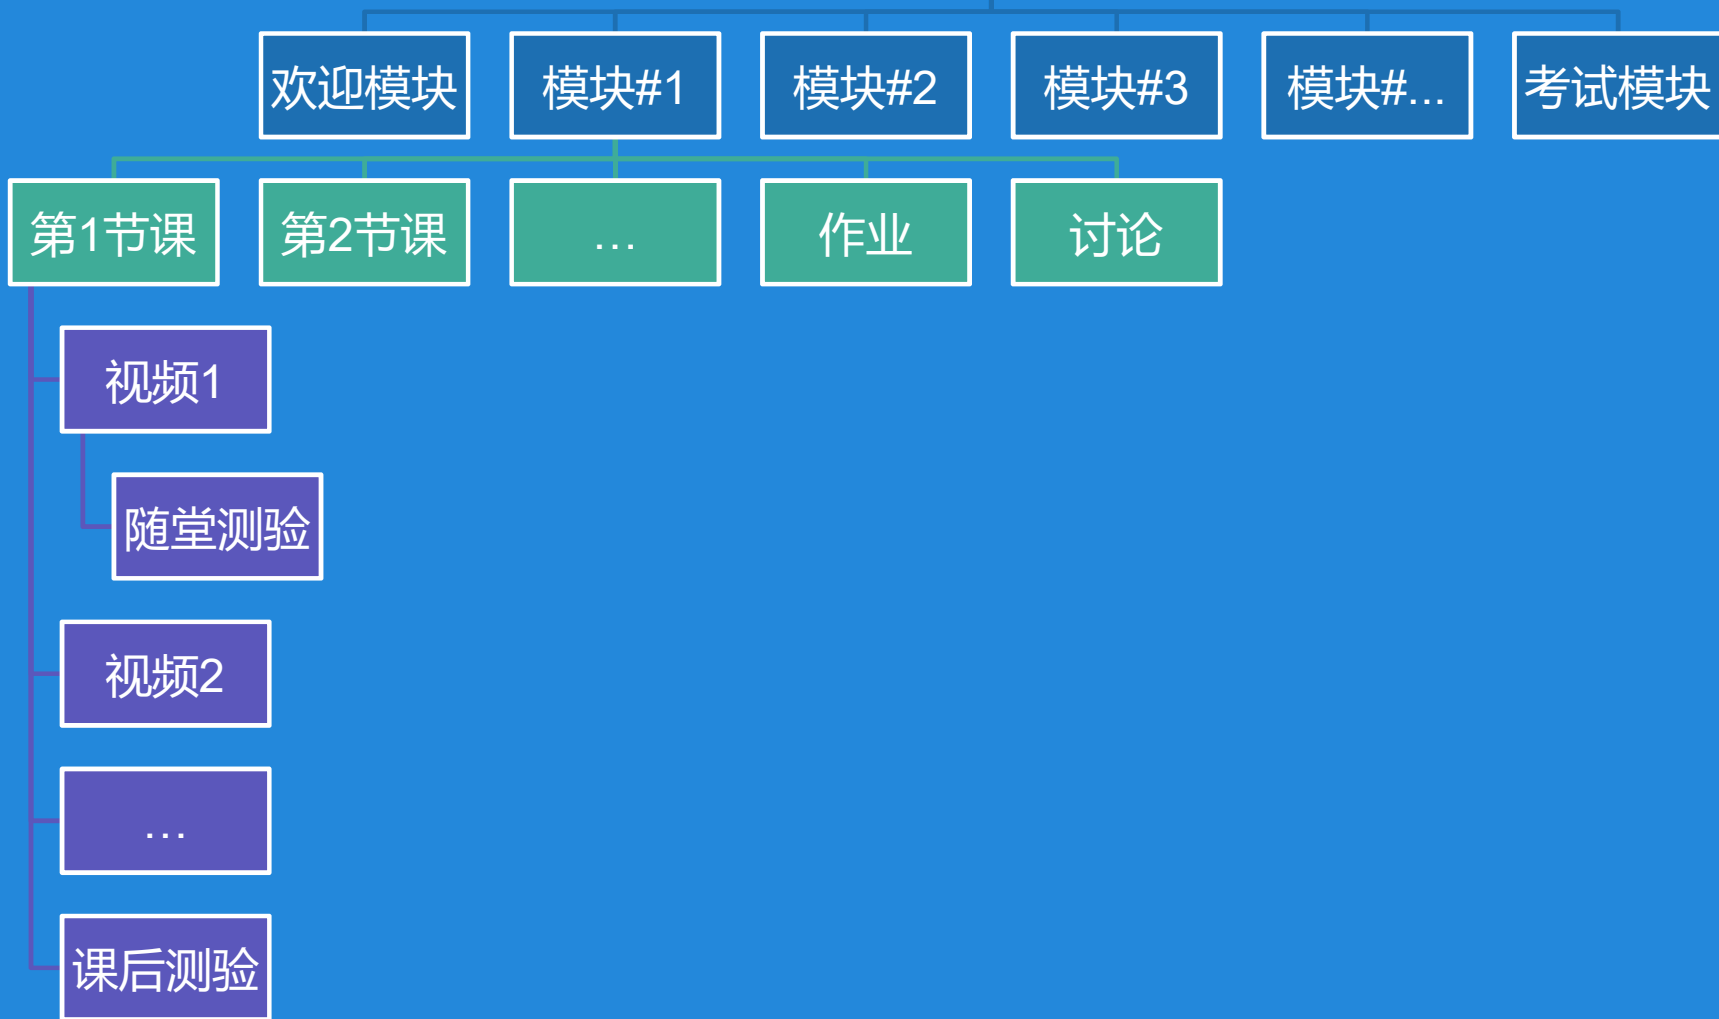 欢迎模块
模块#1
模块#2
模块#3
模块#...
考试模块
第1节课
第2节课
…
作业
讨论
视频1
随堂测验
视频2
…
课后测验